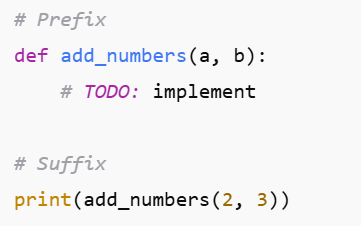 # Prefix
def add_numbers(a, b):
    # TODO: implement

# Suffix
print(add_numbers(2, 3))